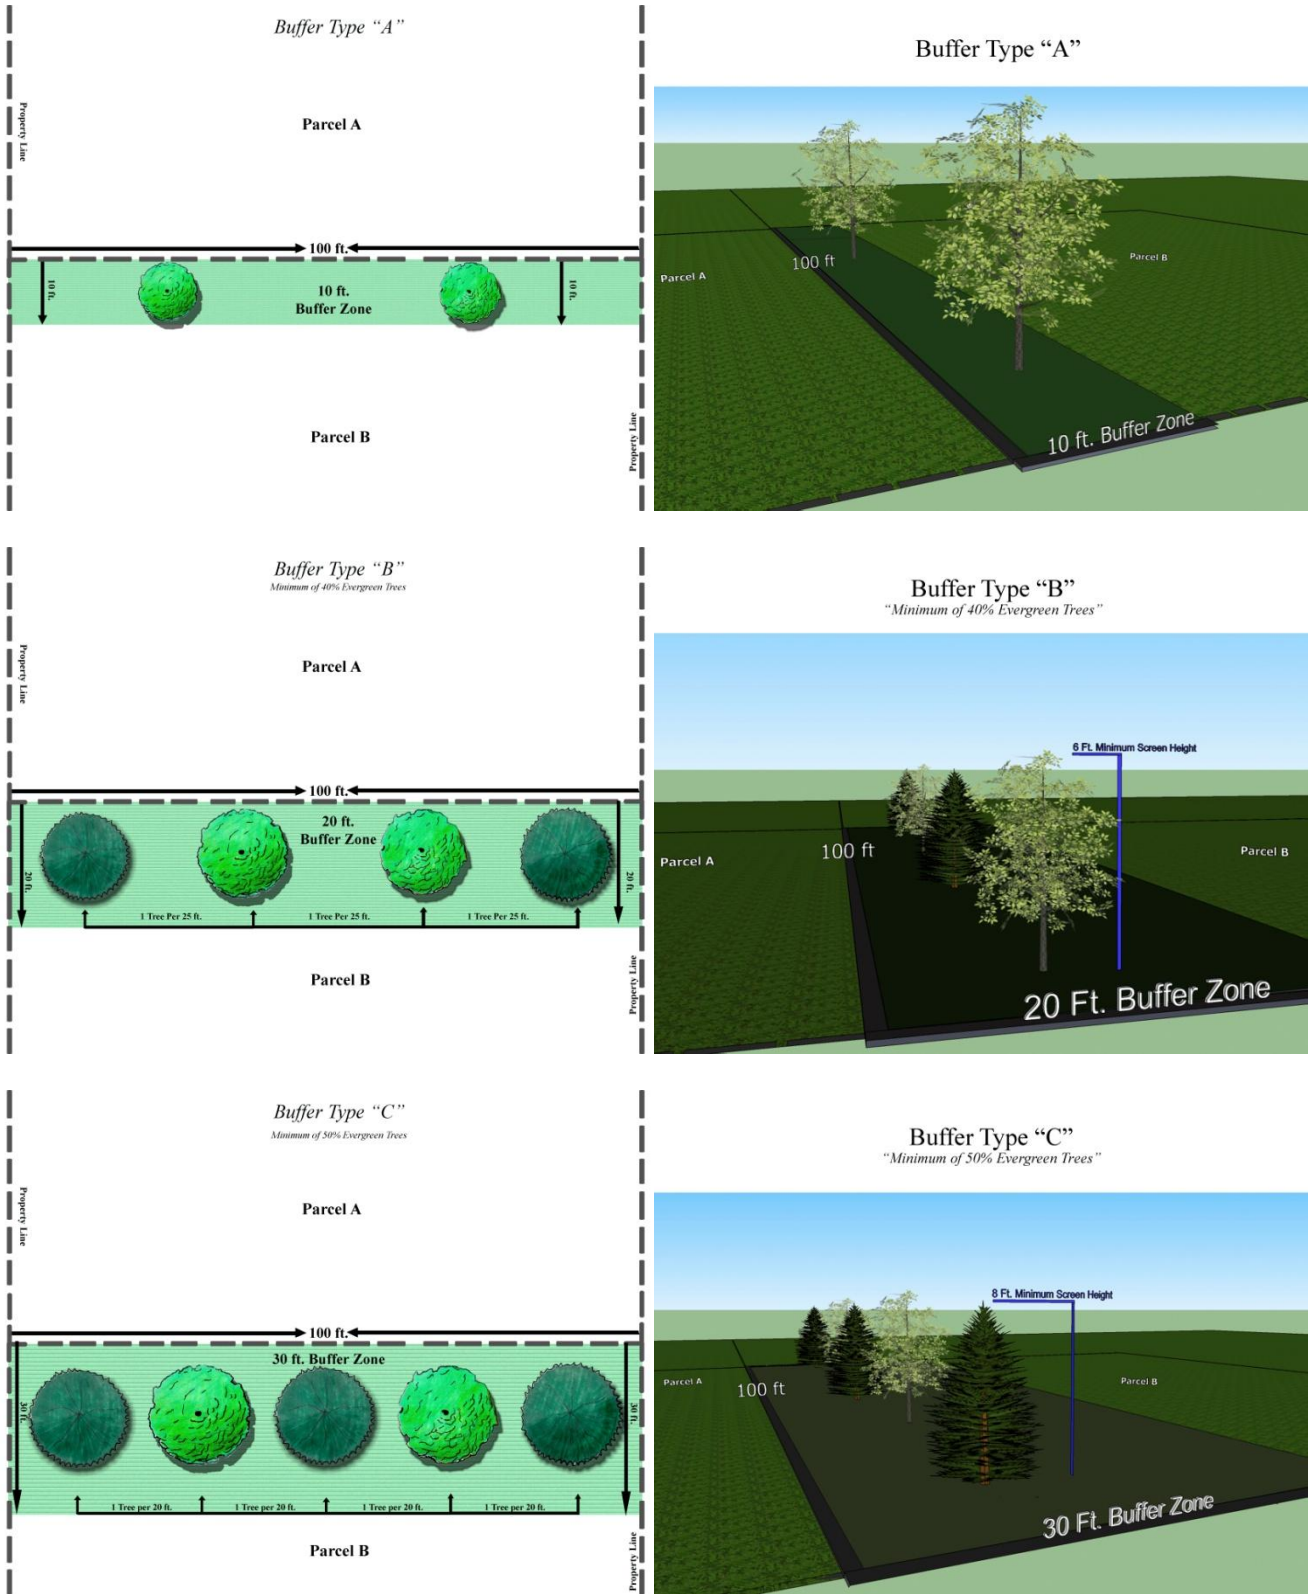 Buffer Type “A”
Property Line
Parcel A
100 ft.
10 ft.
10 ft.
Buffer Zone
10 ft.
Parcel B
Property Line
Buffer Type “A”
100 ft
Parcel A
Parcel B
10 ft. Buffer Zone
Buffer Type “B”
Minimum of 40% Evergreen Trees
Property Line
Parcel A
100 ft.
20 ft.
Buffer Zone
20 ft.
20 ft.
1 Tree Per 25 ft.
1 Tree Per 25 ft.
1 Tree Per 25 ft.
Parcel B
Property Line
Buffer Type “B”
“Minimum of 40% Evergreen Trees”
6 Ft. Minimum Screen Height
100 ft
Parcel A
Parcel B
20 Ft. Buffer Zone
Buffer Type “C”
Minimum of 50% Evergreen Trees
Property Line
Parcel A
100 ft.
30 ft. Buffer Zone
30 ft.
30 ft.
1 Tree per 20 ft.
1 Tree per 20 ft.
1 Tree per 20 ft.
1 Tree per 20 ft.
Parcel B
Property Line
Buffer Type “C”
“Minimum of 50% Evergreen Trees”
8 Ft. Minimum Screen Height
Parcel A
100 ft
Parcel B
30 Ft. Buffer Zone